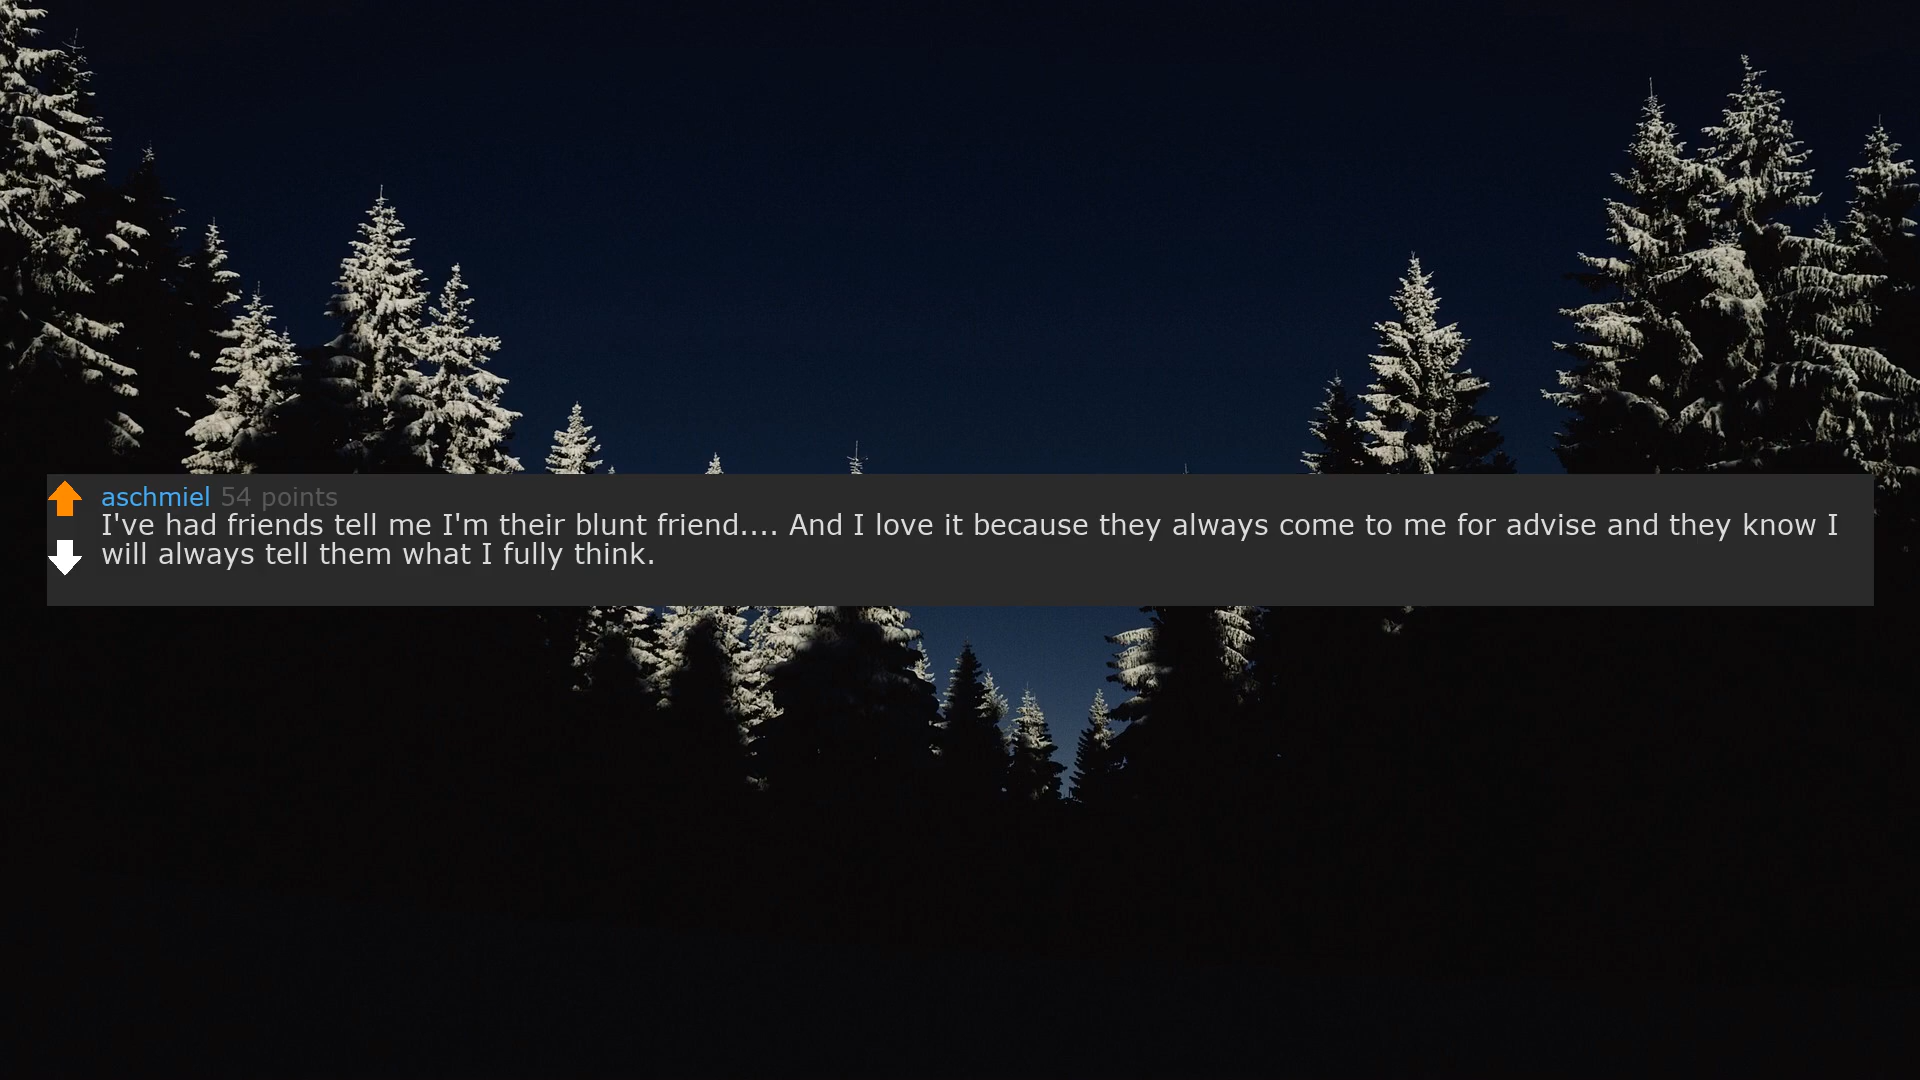 aschmiel 54 points
I've had friends tell me I'm their blunt friend.... And I love it because they always come to me for advise and they know I
will always tell them what I fully think.